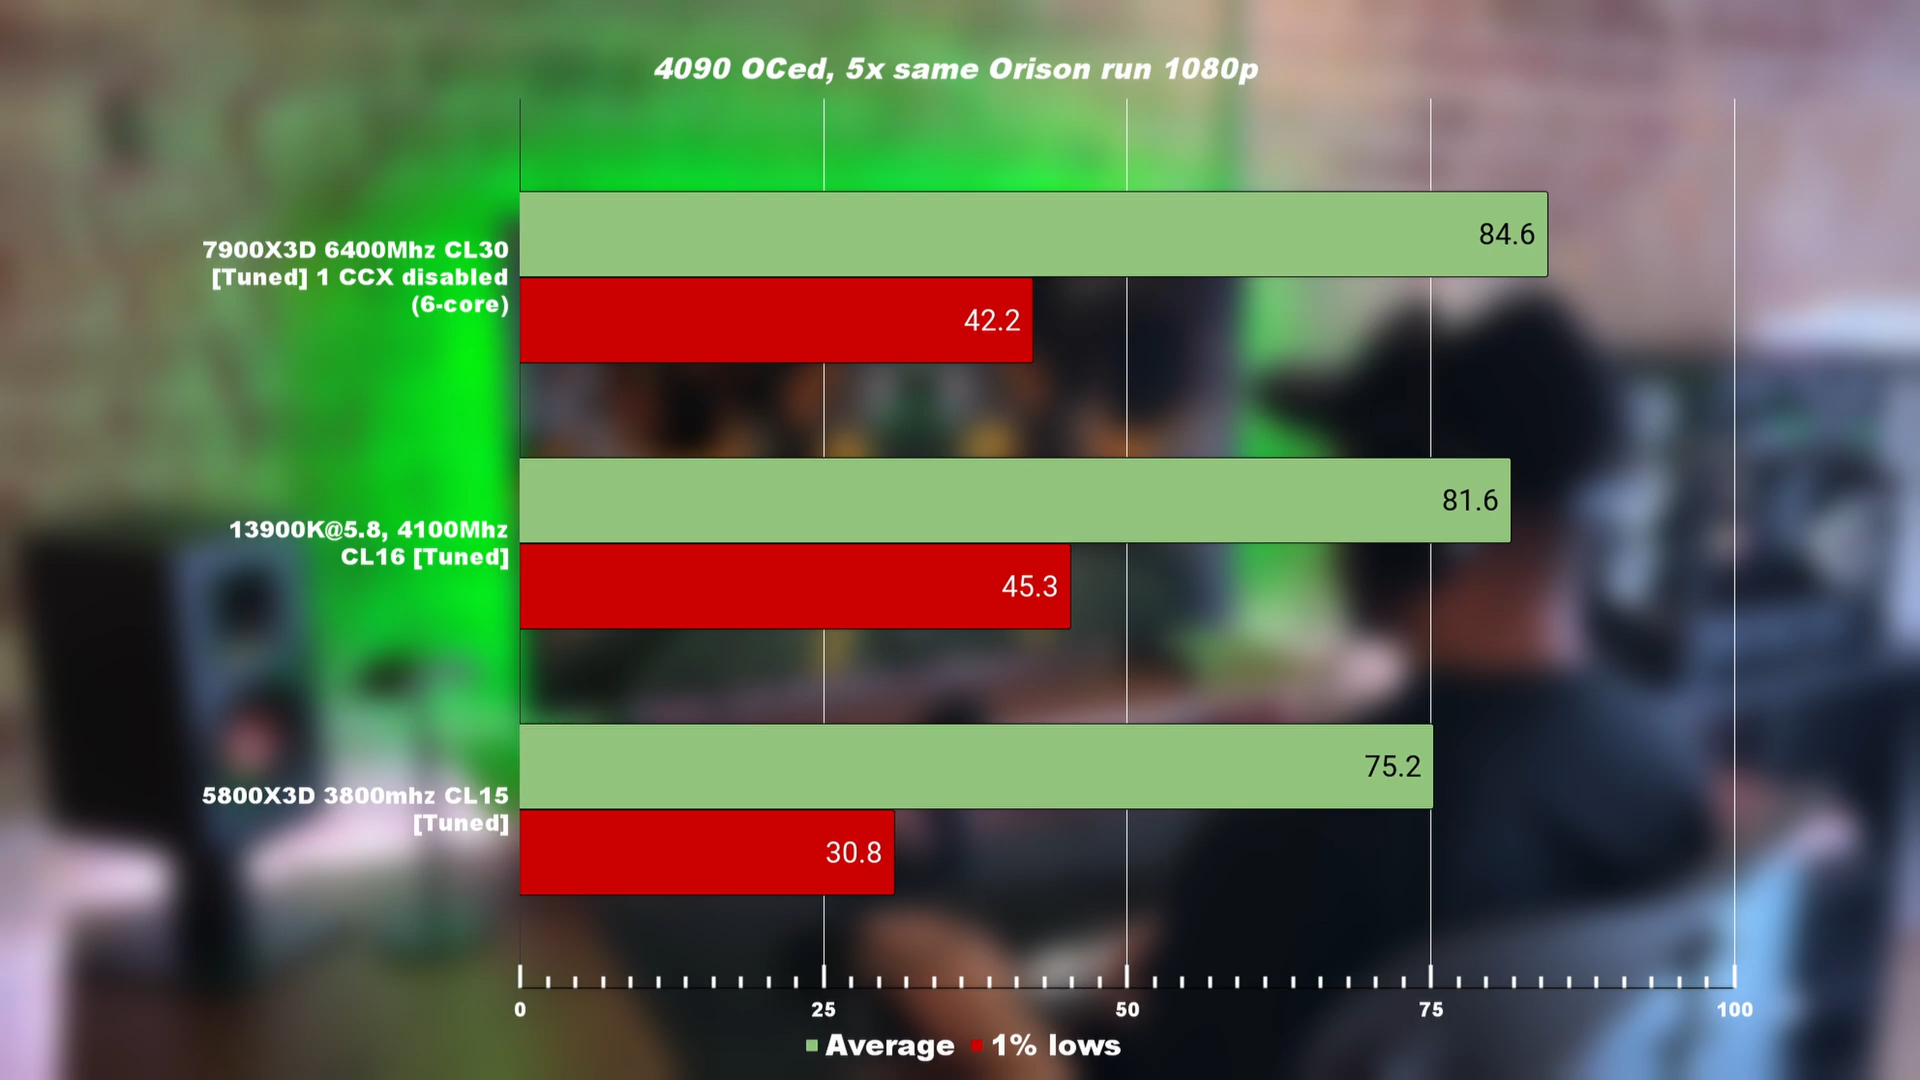 4090 OCed, 5x same Orison run 1080p
7900X3D 6400Mhz CL30
[Tuned] 1 CCX disabled
(6-core)
84.6
42.2
13900K@5.8, 4100Mhz
CL16 [Tuned]
81.6
45.3
5800X3D 3800mhz CL15
[Tuned]
75.2
30.8
0 25 50 75 100
Average 1% lows